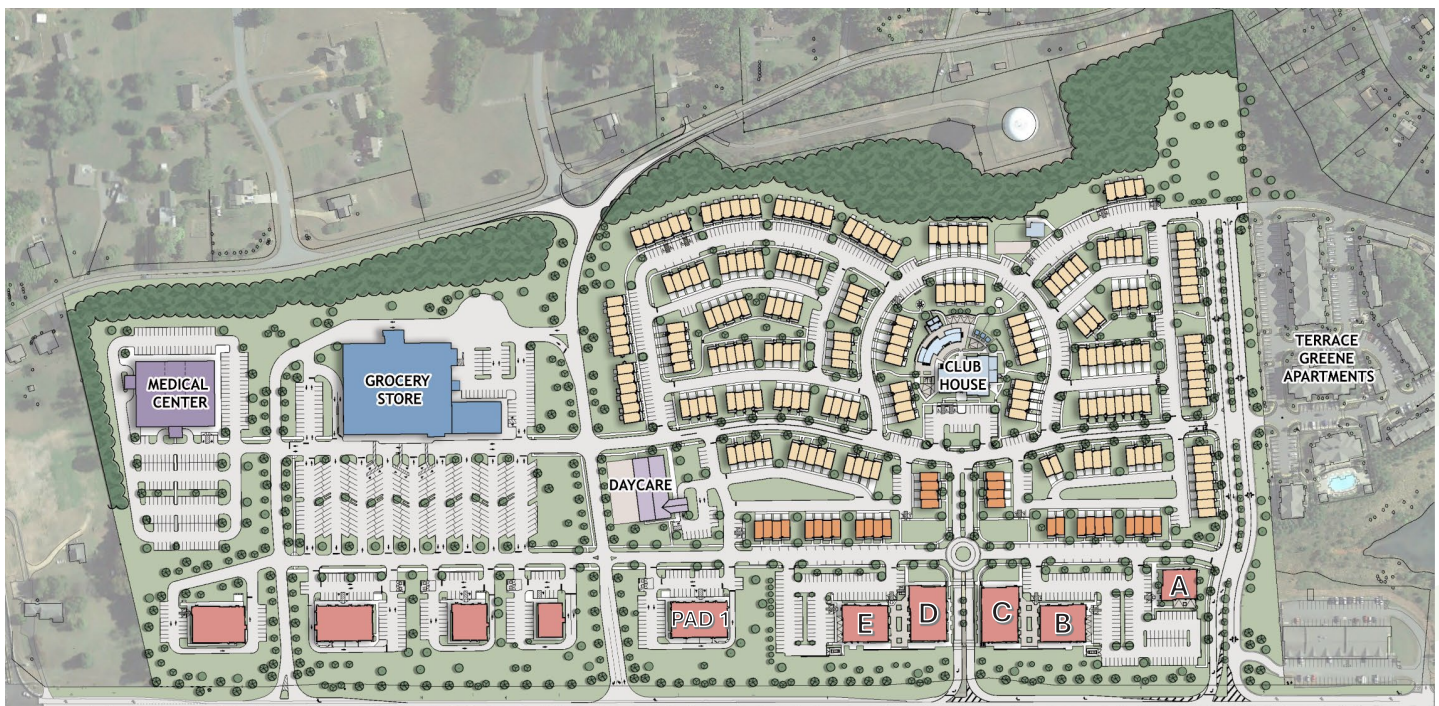 MEDICAL
CENTER
GROCERY
STORE
CLUB
HOUSE
TERRACE
GREENE
APARTMENTS
DAYCARE
PAD 1
E
D
C
B
A